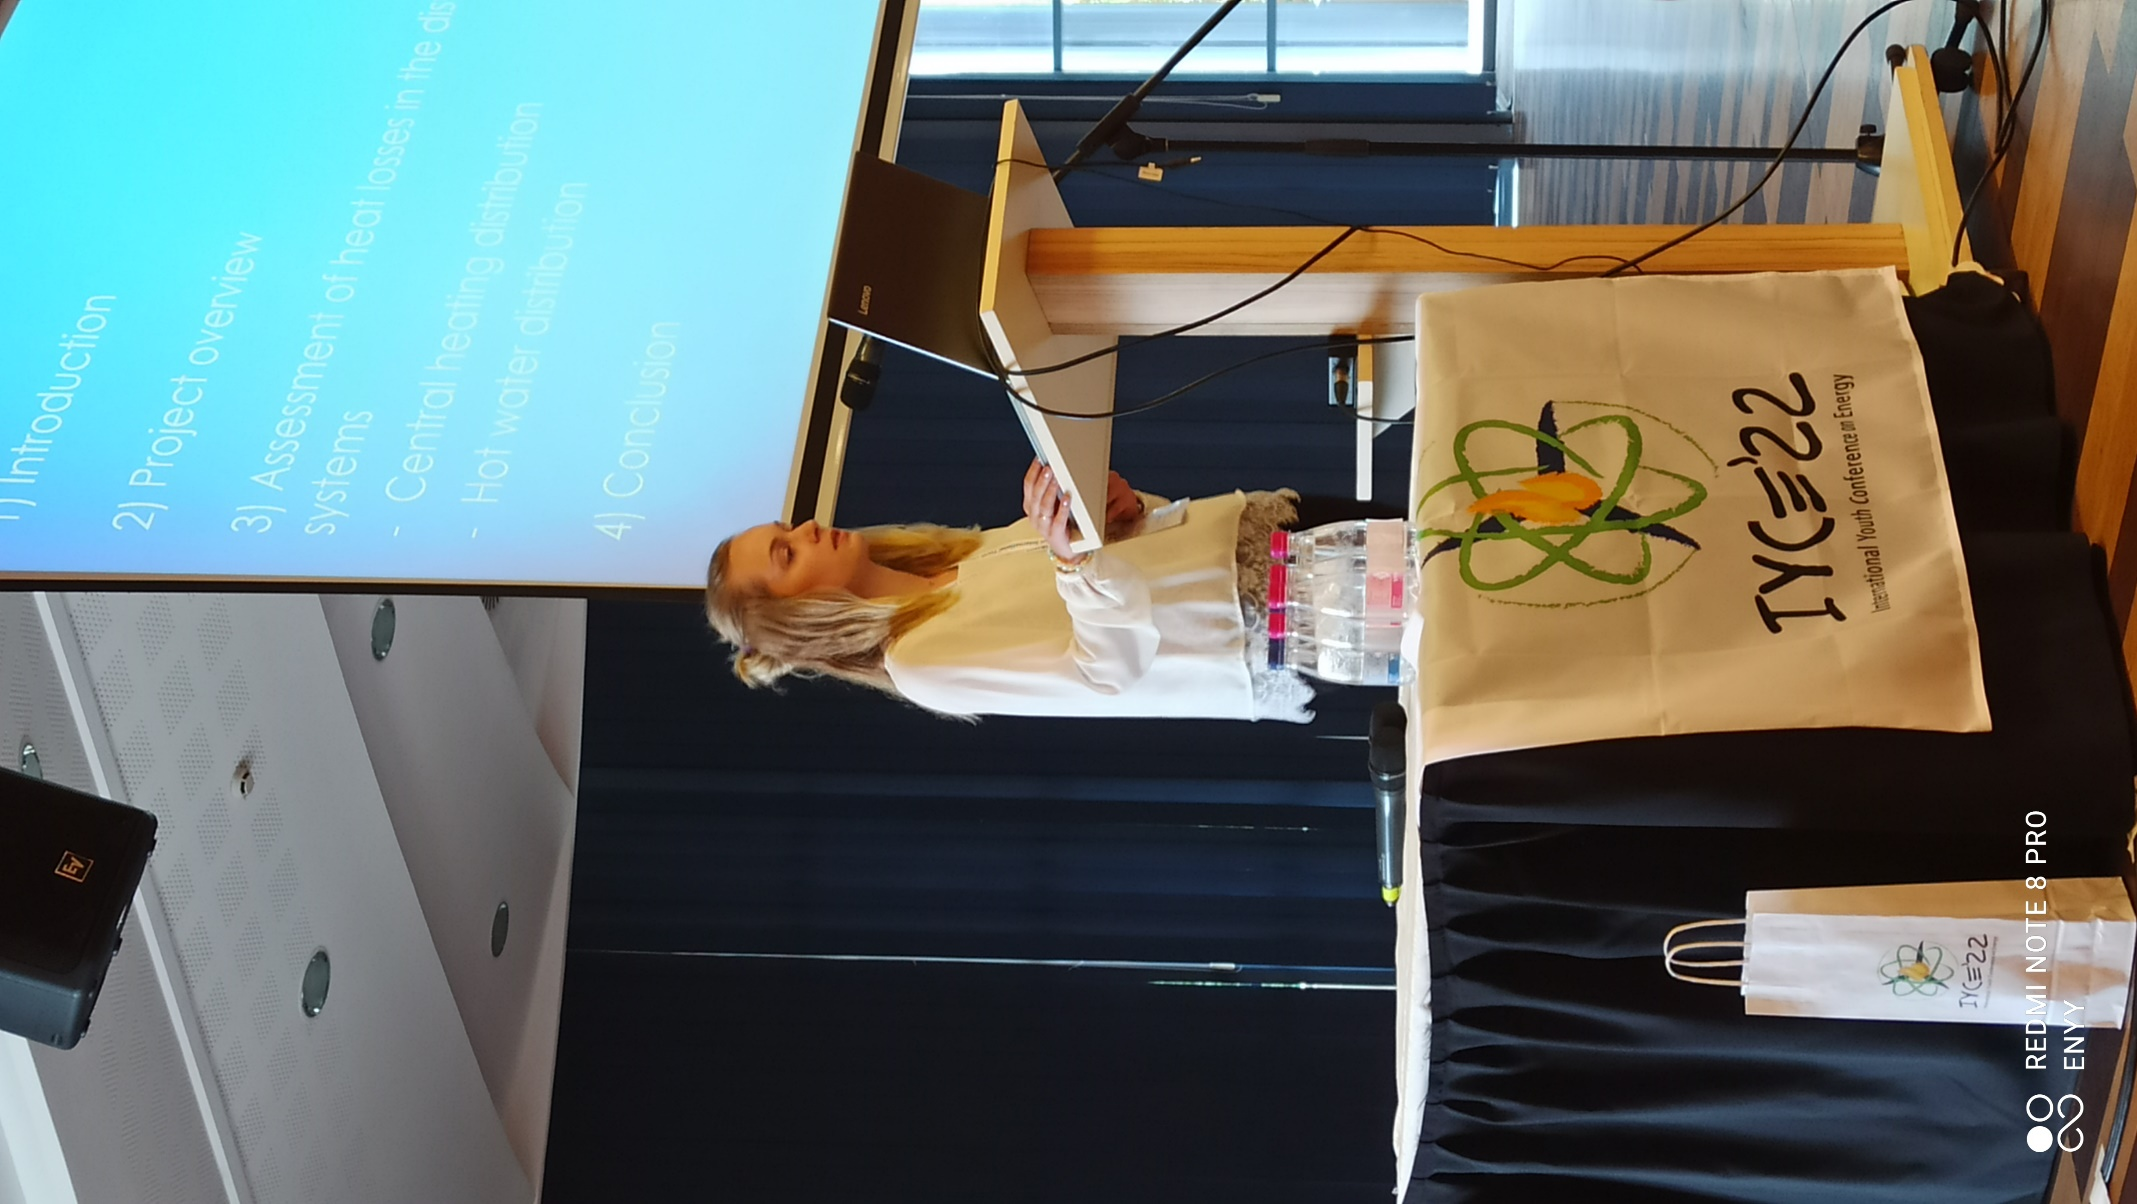 1) Introduction
2) Project overview
3) Assessment of heat losses in the dis
systems
- Central heating distribution
- Hot water distribution
4) Conclusion
Lenovo
IYCE'22
International Youth Conference on Energy
EV
IYCE'22
REDMI NOTE 8 PRO
ENYY